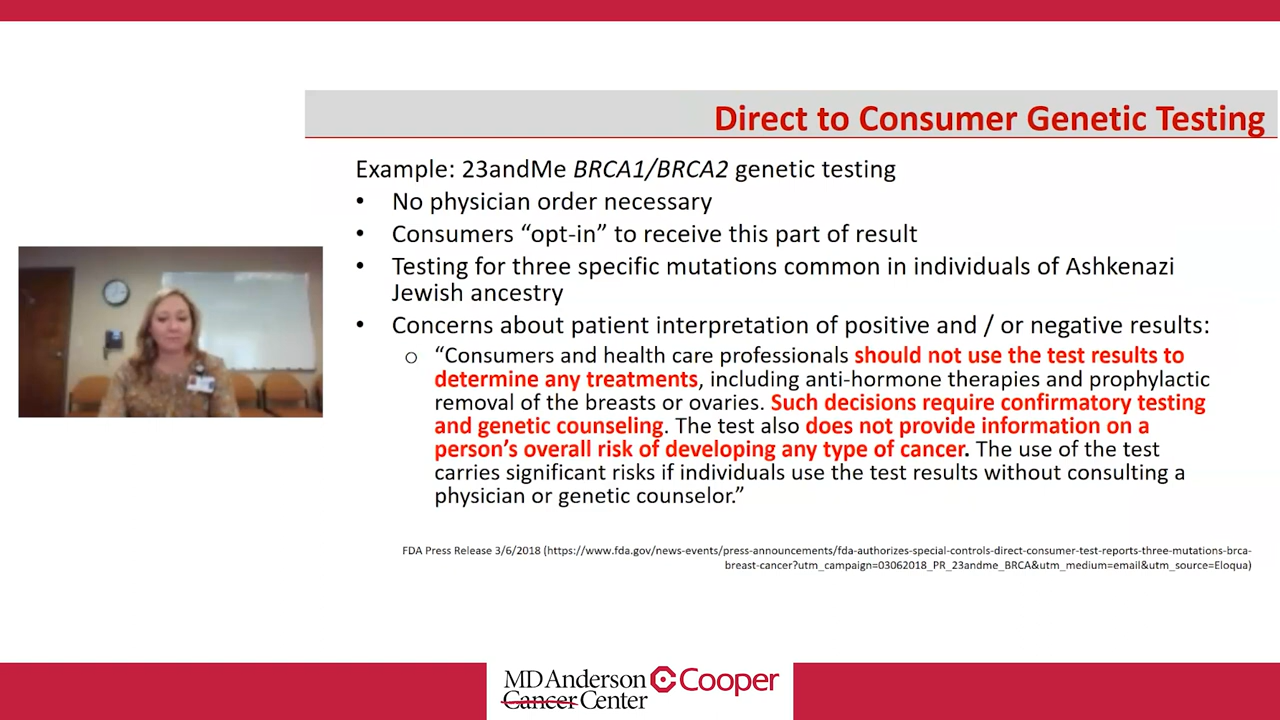 Direct to Consumer Genetic Testing
Example: 23andMe BRCA1/BRCA2 genetic testing
• No physician order necessary
• Consumers “opt-in” to receive this part of result
• Testing for three specific mutations common in individuals of Ashkenazi
Jewish ancestry
• Concerns about patient interpretation of positive and / or negative results:
○ “Consumers and health care professionals should not use the test results to
determine any treatments, including anti-hormone therapies and prophylactic
removal of the breasts or ovaries. Such decisions require confirmatory testing
and genetic counseling. The test also does not provide information on a
person’s overall risk of developing any type of cancer. The use of the test
carries significant risks if individuals use the test results without consulting a
physician or genetic counselor.”
FDA Press Release 3/6/2018 (https://www.fda.gov/news-events/press-announcements/fda-authorizes-special-controls-direct-consumer-test-reports-three-mutations-brca-
breast-cancer?utm_campaign=03062018_PR_23andme_BRCA&utm_medium=email&utm_source=Eloqua)
MD Anderson Cooper
Cancer Center